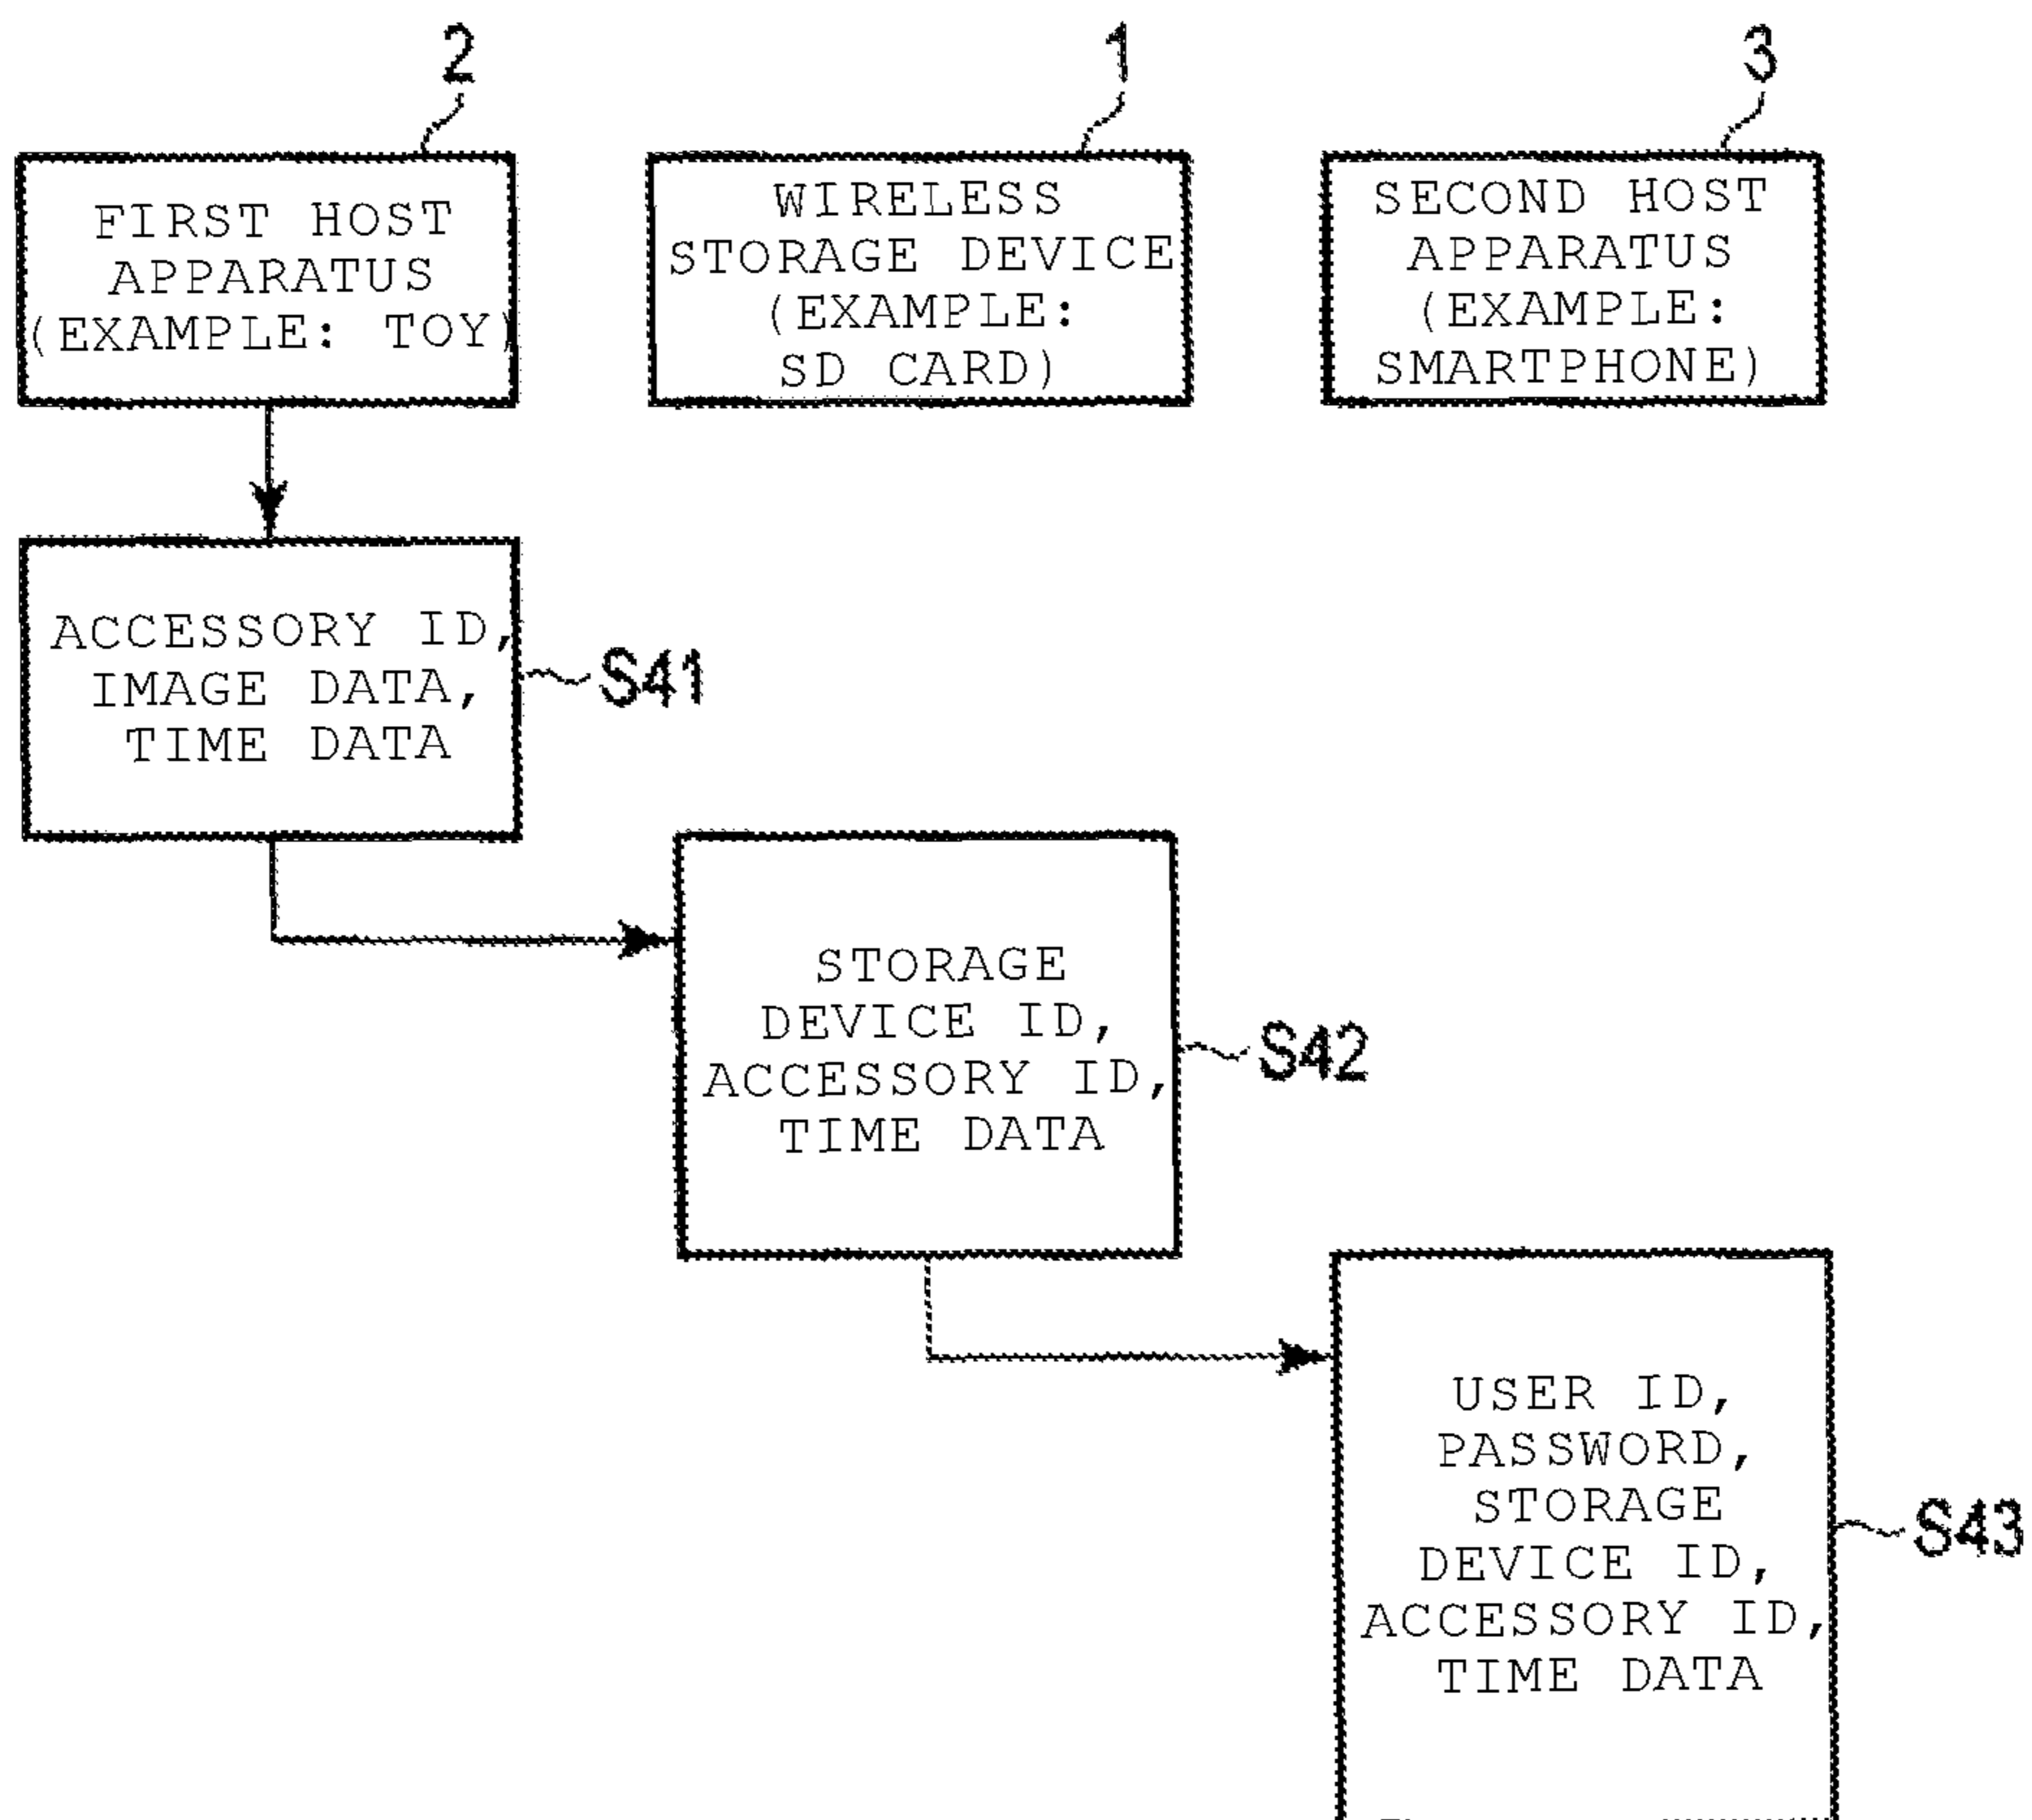 2
1
3
FIRST HOST
APPARATUS
(EXAMPLE: TOY)
WIRELESS
STORAGE DEVICE
(EXAMPLE:
SD CARD)
SECOND HOST
APPARATUS
(EXAMPLE:
SMARTPHONE)
ACCESSORY ID,
IMAGE DATA,
TIME DATA
S41
STORAGE
DEVICE ID,
ACCESSORY ID,
TIME DATA
S42
USER ID,
PASSWORD,
STORAGE
DEVICE ID,
ACCESSORY ID,
TIME DATA
S43